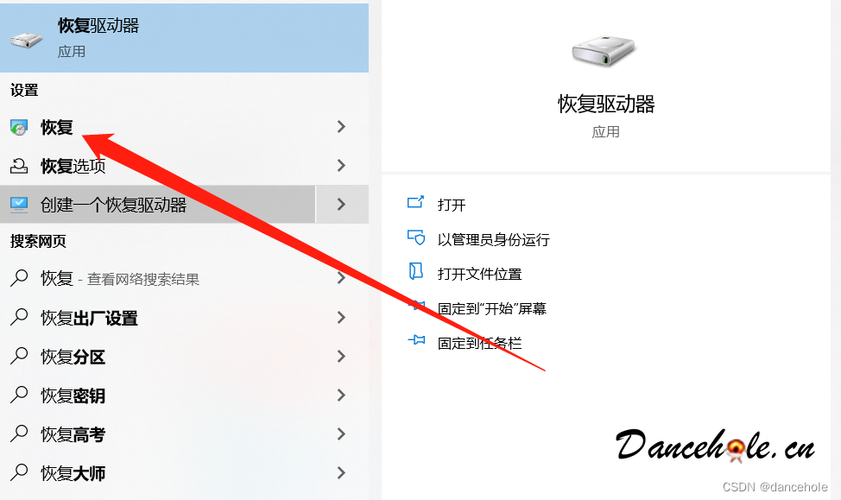 恢复驱动器
应用
设置
恢复
恢复选项
创建一个恢复驱动器
搜索网页
恢复 - 查看网络搜索结果
恢复出厂设置
恢复分区
恢复密钥
恢复高考
恢复大师
恢复驱动器
应用
打开
以管理员身份运行
打开文件位置
固定到“开始”屏幕
固定到任务栏
Dancehole.cn
CSDN @dancehole